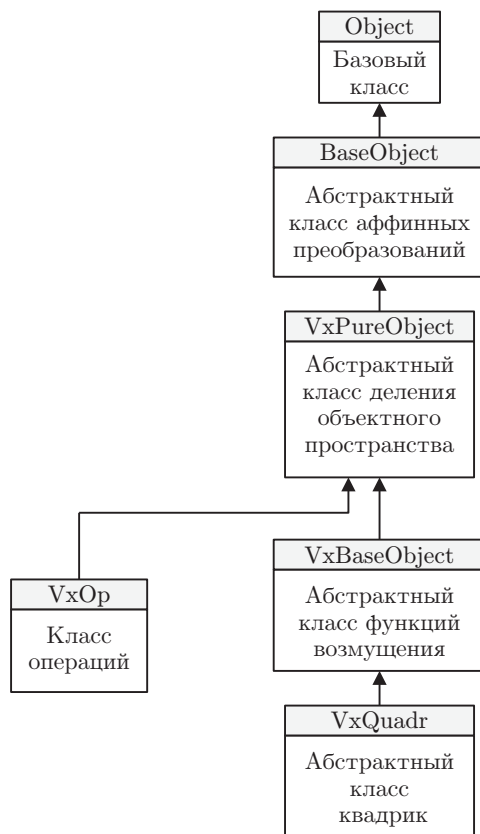 Object
Базовый
класс
BaseObject
Абстрактный
класс аффинных
преобразований
VxPureObject
Абстрактный
класс деления
объектного
пространства
VxOp
Класс
операций
VxBaseObject
Абстрактный
класс функций
возмущения
VxQuadr
Абстрактный
класс
квадрик